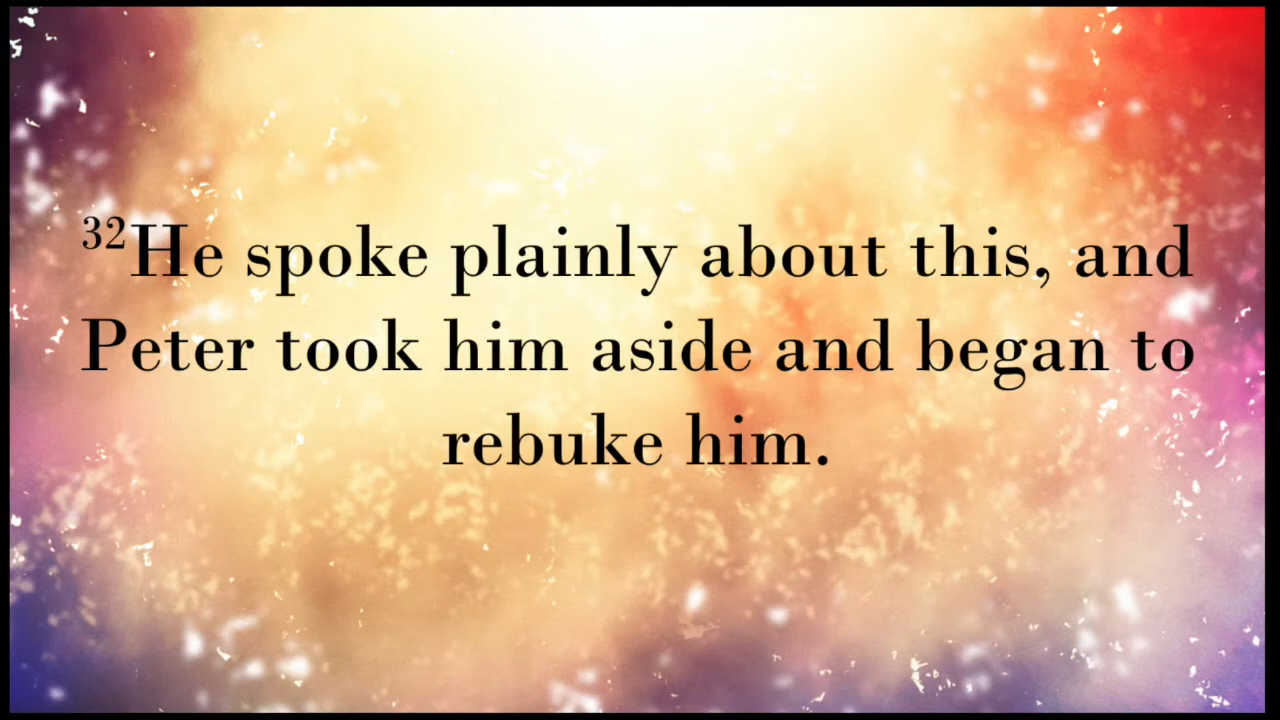 ³²He spoke plainly about this, and
Peter took him aside and began to
rebuke him.